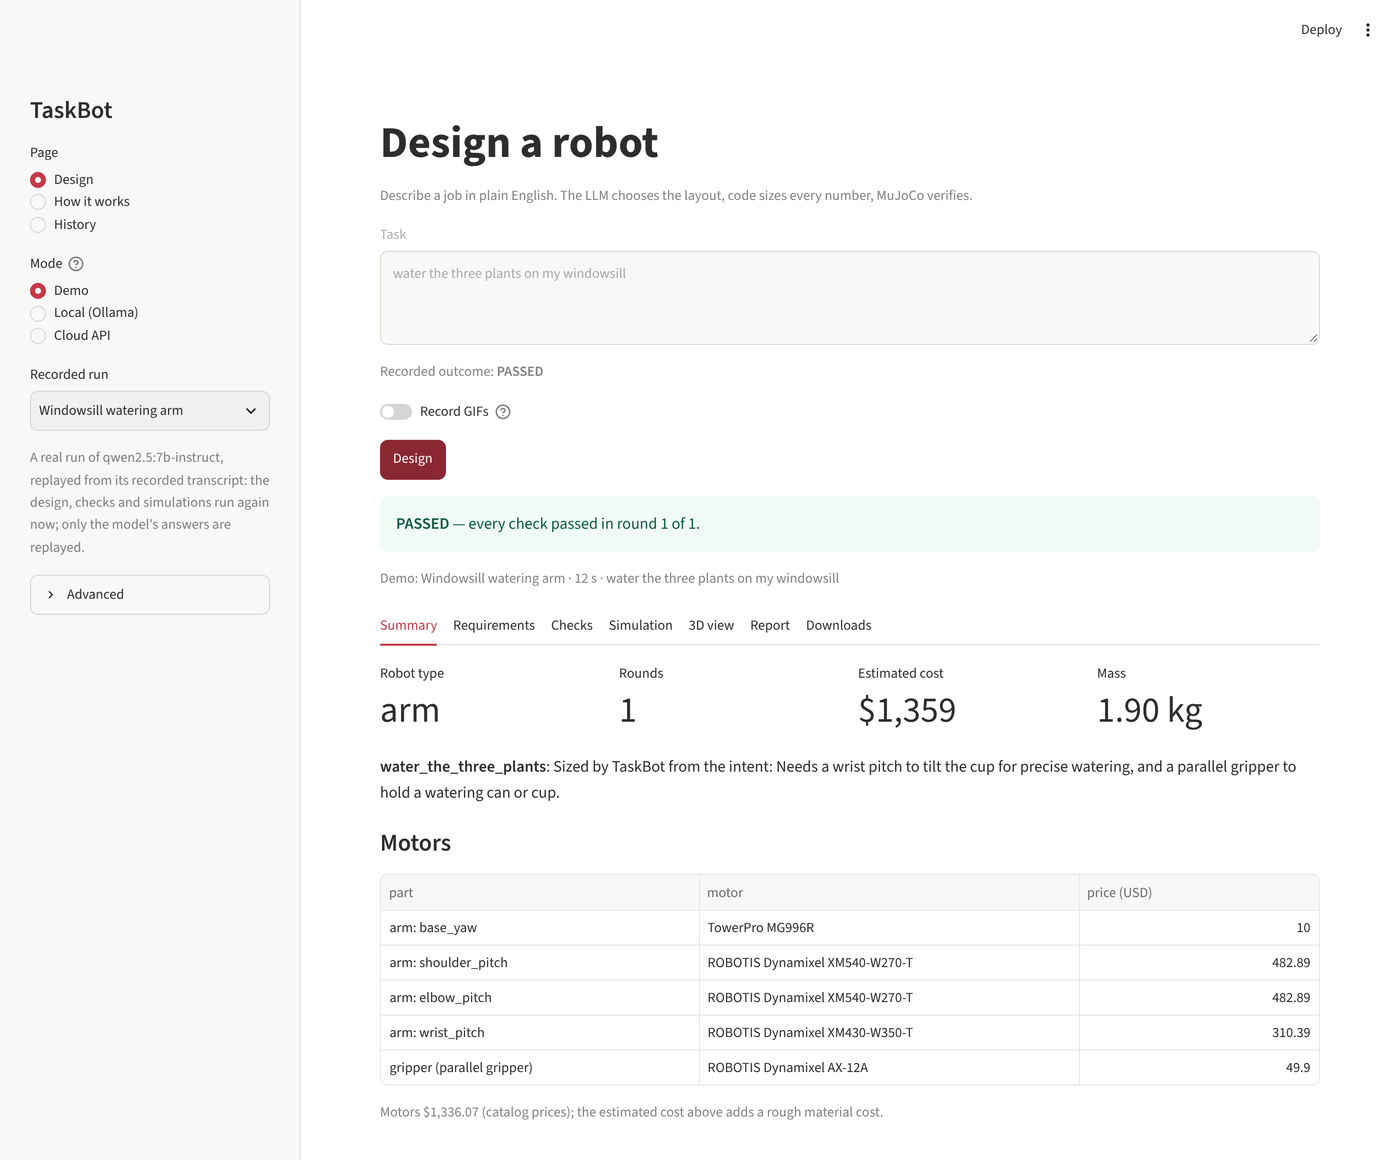 Deploy
TaskBot
Page
Design
How it works
History
Mode
Demo
Local (Ollama)
Cloud API
Recorded run
Windowsill watering arm
A real run of qwen2.5:7b-instruct,
replayed from its recorded transcript: the
design, checks and simulations run again
now; only the model's answers are
replayed.
Advanced
Design a robot
Describe a job in plain English. The LLM chooses the layout, code sizes every number, MuJoCo verifies.
Task
water the three plants on my windowsill
Recorded outcome: PASSED
Record GIFs
Design
PASSED — every check passed in round 1 of 1.
Demo: Windowsill watering arm · 12 s · water the three plants on my windowsill
Summary Requirements Checks Simulation 3D view Report Downloads
Robot type Rounds Estimated cost Mass
arm 1 $1,359 1.90 kg
water_the_three_plants: Sized by TaskBot from the intent: Needs a wrist pitch to tilt the cup for precise watering, and a parallel gripper to
hold a watering can or cup.
Motors
part motor price (USD)
arm: base_yaw TowerPro MG996R 10
arm: shoulder_pitch ROBOTIS Dynamixel XM540-W270-T 482.89
arm: elbow_pitch ROBOTIS Dynamixel XM540-W270-T 482.89
arm: wrist_pitch ROBOTIS Dynamixel XM430-W350-T 310.39
gripper (parallel gripper) ROBOTIS Dynamixel AX-12A 49.9
Motors $1,336.07 (catalog prices); the estimated cost above adds a rough material cost.